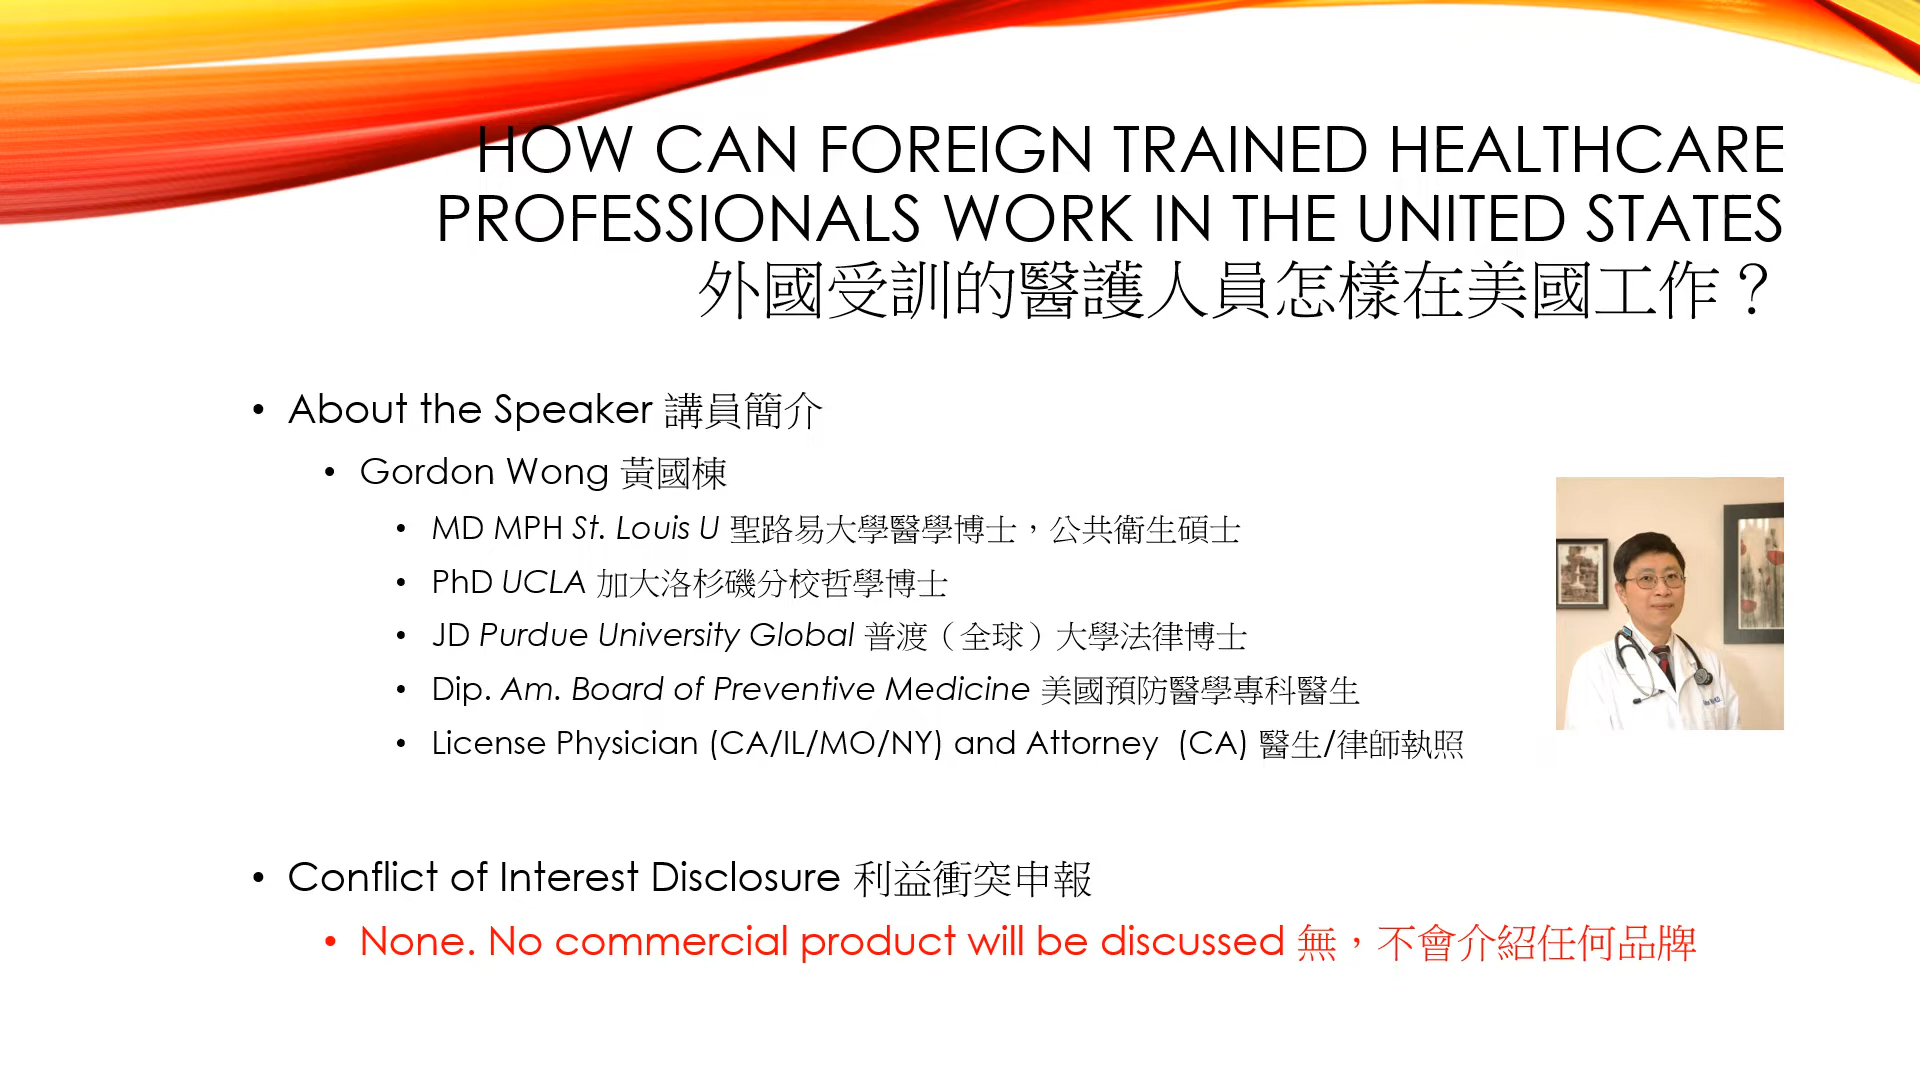 HOW CAN FOREIGN TRAINED HEALTHCARE
PROFESSIONALS WORK IN THE UNITED STATES
外國受訓的醫護人員怎樣在美國工作？
• About the Speaker 講員簡介
• Gordon Wong 黃國棟
• MD MPH St. Louis U 聖路易大學醫學博士，公共衛生碩士
• PhD UCLA 加大洛杉磯分校哲學博士
• JD Purdue University Global 普渡（全球）大學法律博士
• Dip. Am. Board of Preventive Medicine 美國預防醫學專科醫生
• License Physician (CA/IL/MO/NY) and Attorney (CA) 醫生/律師執照
• Conflict of Interest Disclosure 利益衝突申報
• None. No commercial product will be discussed 無，不會介紹任何品牌